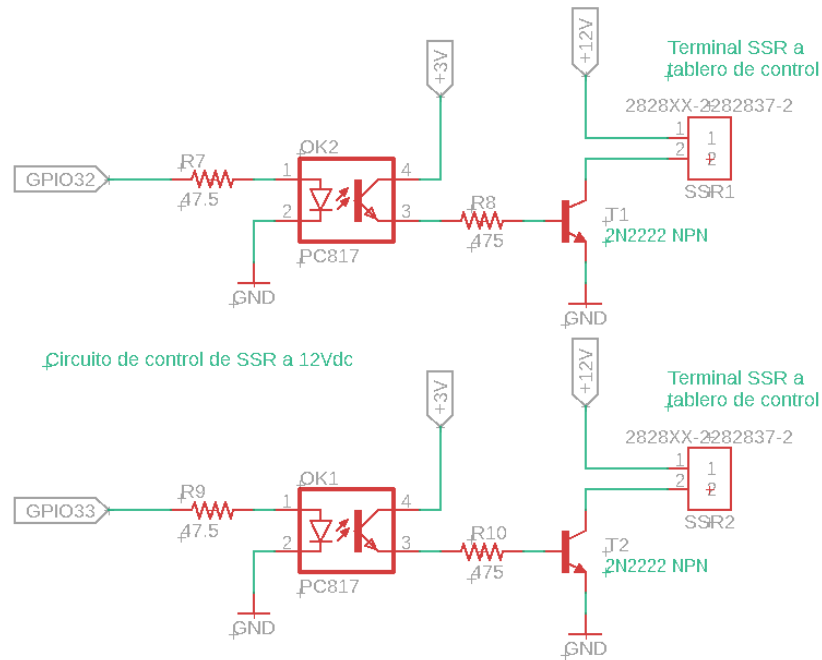 +3V
+12V
Terminal SSR a
tablero de control
2828XX-2282837-2
OK2
R7
GPIO32
47.5
1
4
2
3
PC817
GND
R8
475
T1
2N2222 NPN
GND
1
1
2
2
SSR1
Circuito de control de SSR a 12Vdc
+3V
+12V
Terminal SSR a
tablero de control
2828XX-2282837-2
OK1
R9
GPIO33
47.5
1
4
2
3
PC817
GND
R10
475
T2
2N2222 NPN
GND
1
1
2
2
SSR2